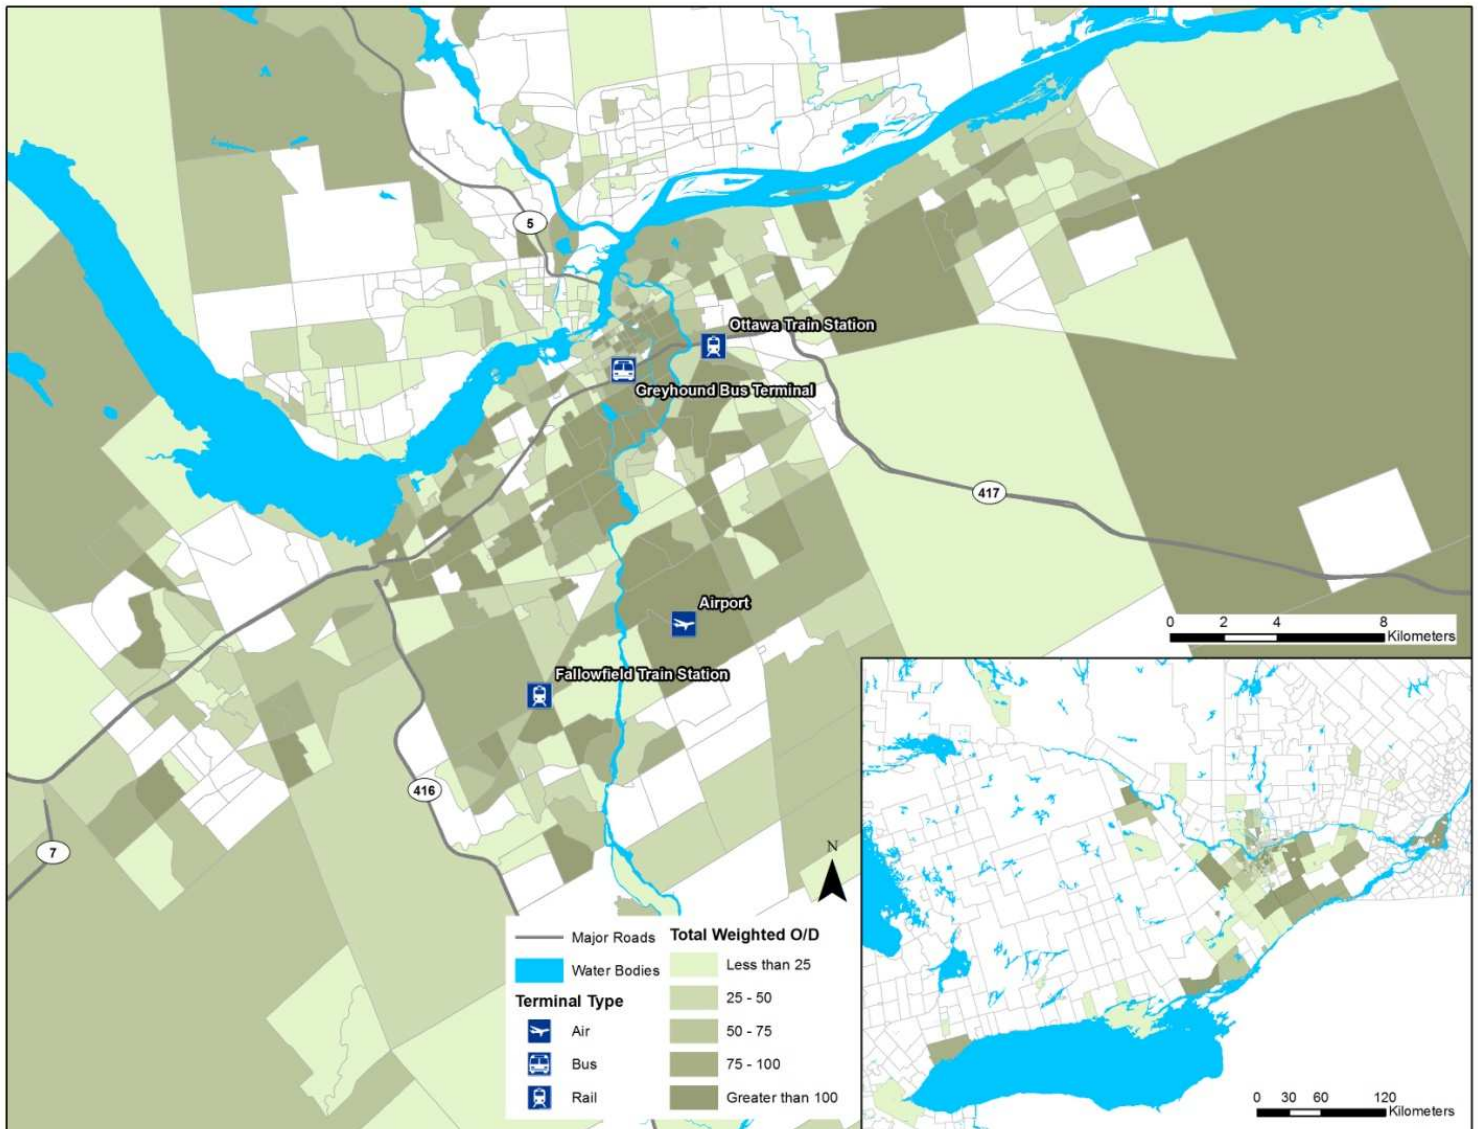 5
Ottawa Train Station
Greyhound Bus Terminal
417
Airport
0 2 4 8
Kilometers
Fallowfield Train Station
416
7
N
Major Roads
Water Bodies
Terminal Type
Air
Bus
Rail
Total Weighted O/D
Less than 25
25 - 50
50 - 75
75 - 100
Greater than 100
0 30 60 120
Kilometers